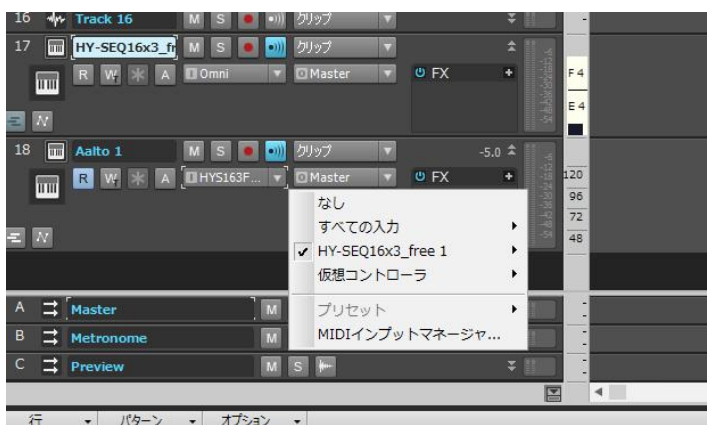 16 Track 16 M S クリップ -
17 HY-SEQ16x3_fr M S クリップ
R W A Omni Master FX + F 4
E 4
18 Aalto 1 M S クリップ -5.0
R W A HYS163F... Master FX + 120
なし 96
すべての入力 72
HY-SEQ16x3_free 1 48
仮想コントローラ
A Master M プリセット
B Metronome M MIDIインプットマネージャ...
C Preview M S
行 パターン オプション